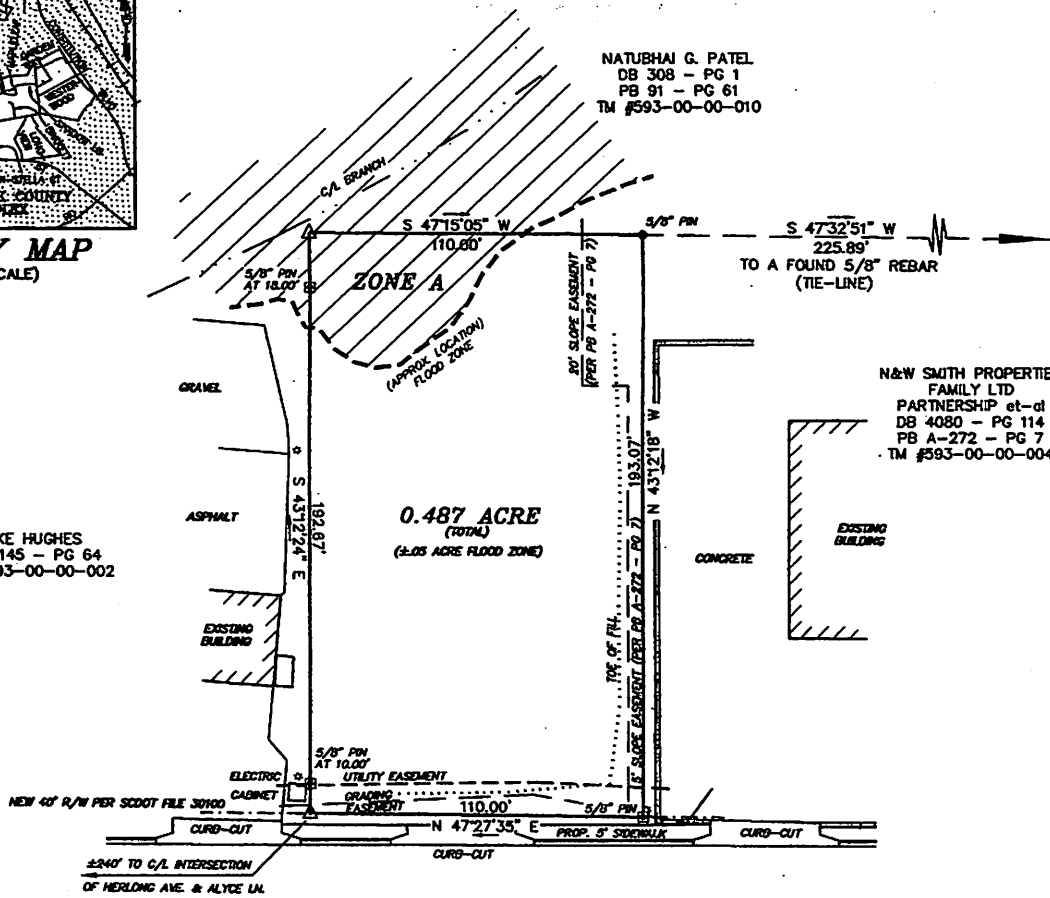 CONSTITUTION
BLVD
WESTERN
WOOD
COUNTY
MAP
NATUBHAI G. PATEL
DB 308 - PG 1
PB 91 - PG 61
TM #593-00-00-010
C/L BRANCH
S 47°15'05" W
110.00'
5/8" PIN
S 47°32'51" W
225.89'
TO A FOUND 5/8" REBAR
(TIE-LINE)
5/8" PIN
AT 18.00'
ZONE A
(APPROX. LOCATION)
FLOOD ZONE
20' SLOPE EASEMENT
(PER PB A-272 - PG 7)
GRAVEL
N&W SMITH PROPERTIE
FAMILY LTD
PARTNERSHIP et-al
DB 4080 - PG 114
PB A-272 - PG 7
TM #593-00-00-004
S 43°12'24" E
192.67'
193.07'
N 43°12'18" W
ASPHALT
0.487 ACRE
(TOTAL)
(±.05 ACRE FLOOD ZONE)
EXISTING
BUILDING
CONCRETE
KE HUGHES
145 - PG 64
93-00-00-002
EXISTING
BUILDING
TOE OF FILL
5' SLOPE EASEMENT (PER PB A-272 - PG 7)
5/8" PIN
AT 10.00'
ELECTRIC
CABINET
UTILITY EASEMENT
GRADING
EASEMENT
110.00'
5/8" PIN
NEW 40' R/W PER SCDOT FILE 30100
N 47°27'35" E
PROP. 5' SIDEWALK
CURB-CUT
CURB-CUT
CURB-CUT
±240' TO C/L INTERSECTION
OF HERLONG AVE. & ALYCE LN.